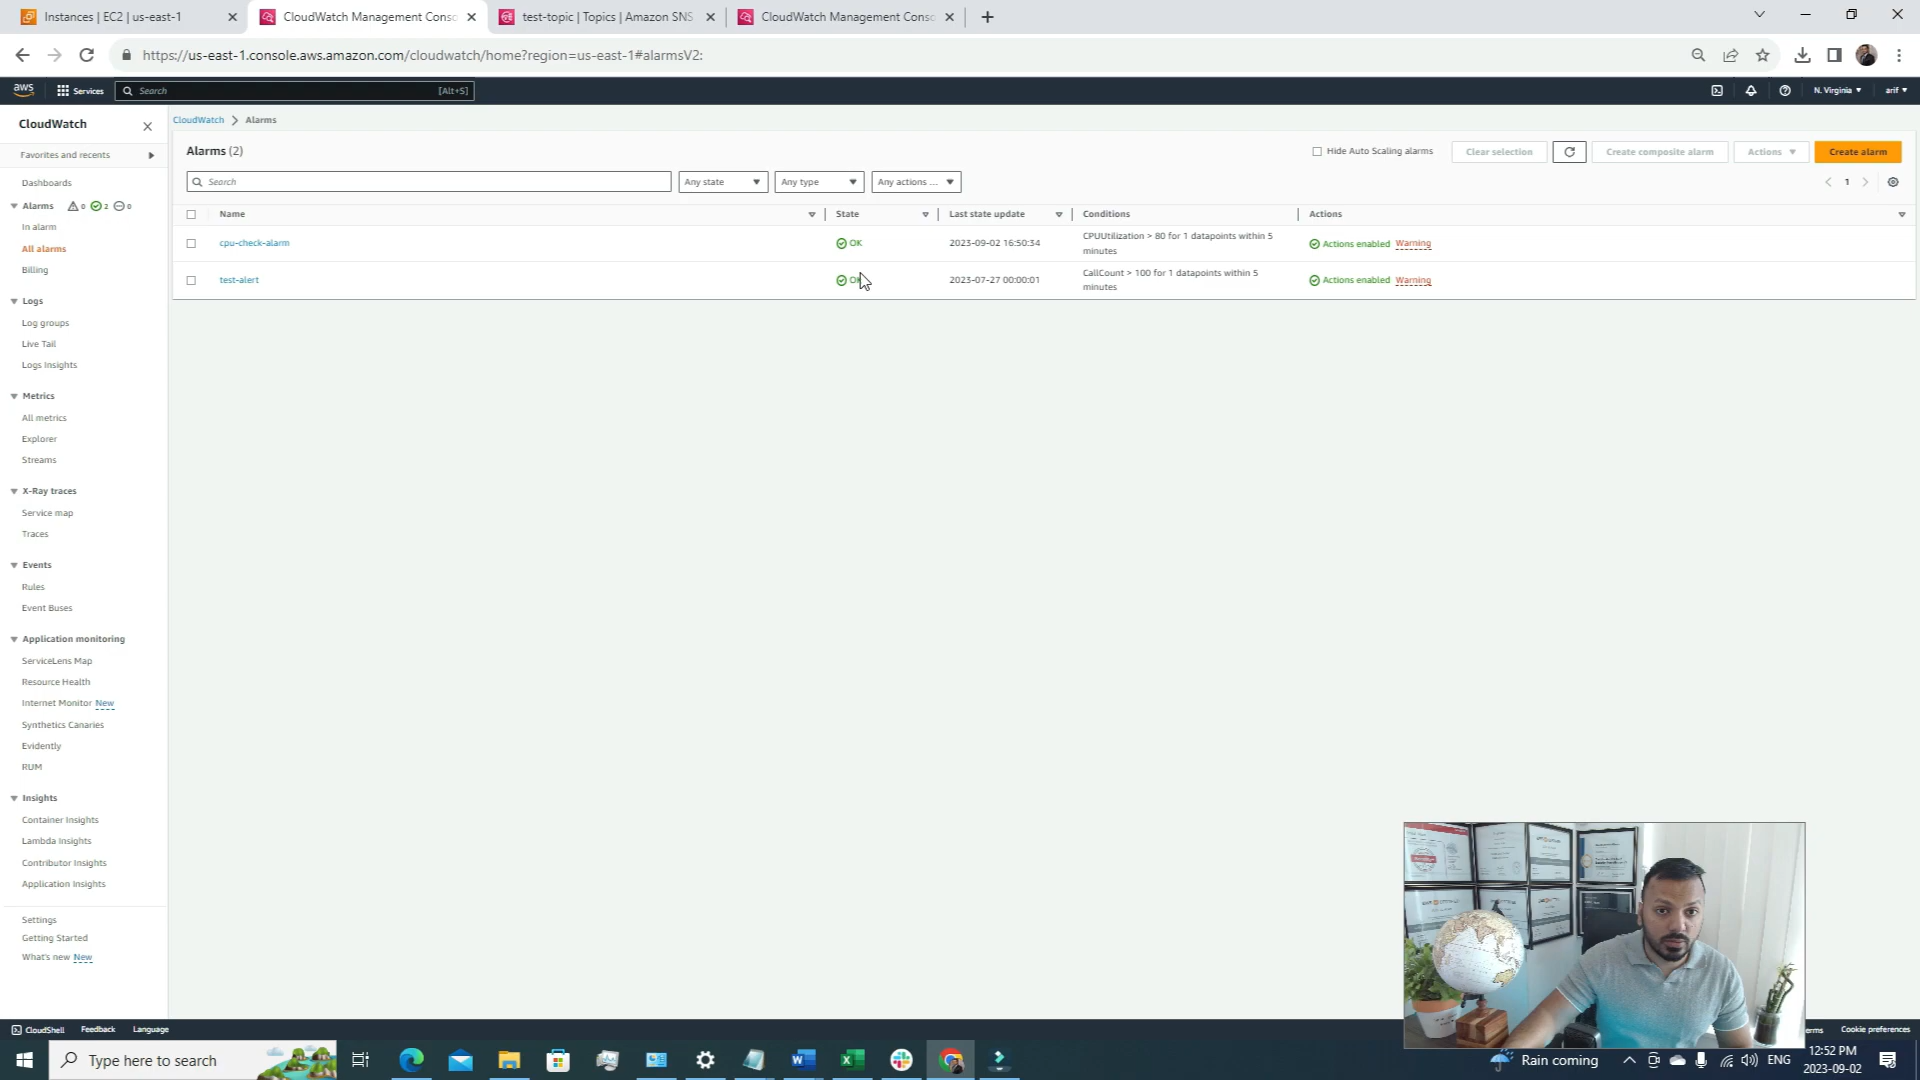 Instances | EC2 | us-east-1
CloudWatch Management Conso
test-topic | Topics | Amazon SNS
CloudWatch Management Conso
https://us-east-1.console.aws.amazon.com/cloudwatch/home?region=us-east-1#alarmsV2:
aws
Services
Search
[Alt+S]
N. Virginia
arif
CloudWatch
Favorites and recents
Dashboards
Alarms 0 2 0
In alarm
All alarms
Billing
Logs
Log groups
Live Tail
Logs Insights
Metrics
All metrics
Explorer
Streams
X-Ray traces
Service map
Traces
Events
Rules
Event Buses
Application monitoring
ServiceLens Map
Resource Health
Internet Monitor New
Synthetics Canaries
Evidently
RUM
Insights
Container Insights
Lambda Insights
Contributor Insights
Application Insights
Settings
Getting Started
What's new New
CloudWatch > Alarms
Alarms (2)
Hide Auto Scaling alarms
Clear selection
Create composite alarm
Actions
Create alarm
Search
Any state
Any type
Any actions ...
1
Name
State
Last state update
Conditions
Actions
cpu-check-alarm
OK
2023-09-02 16:50:34
CPUUtilization > 80 for 1 datapoints within 5
minutes
Actions enabled Warning
test-alert
OK
2023-07-27 00:00:01
CallCount > 100 for 1 datapoints within 5
minutes
Actions enabled Warning
CloudShell
Feedback
Language
Cookie preferences
Type here to search
Rain coming
ENG
12:52 PM
2023-09-02